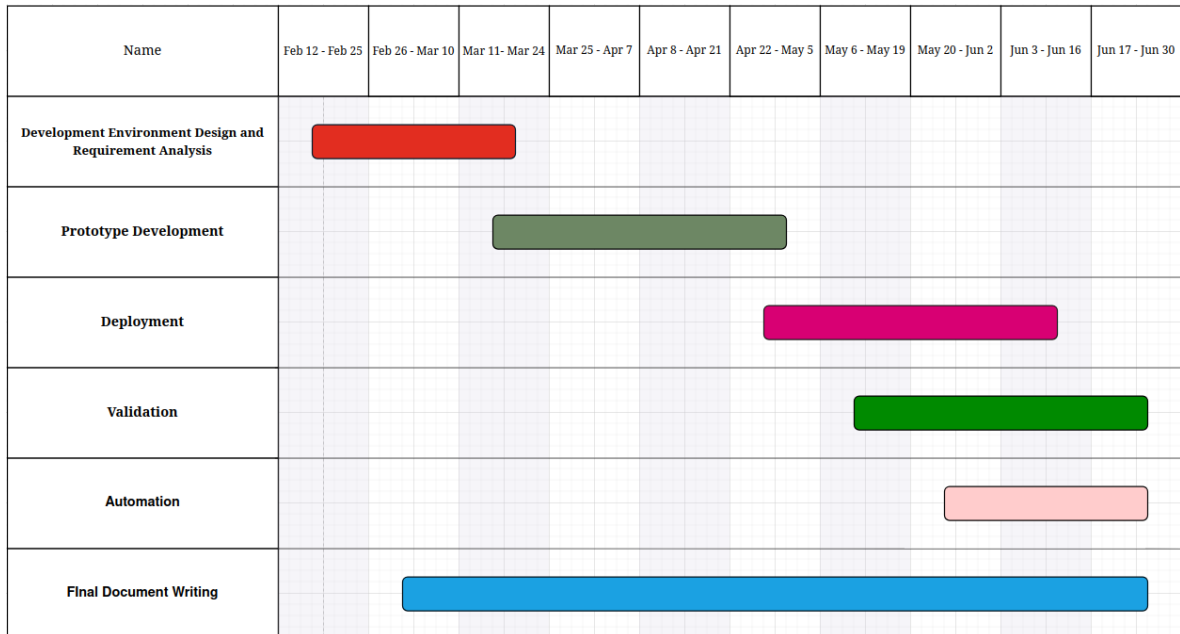 Name
Feb 12 - Feb 25
Feb 26 - Mar 10
Mar 11- Mar 24
Mar 25 - Apr 7
Apr 8 - Apr 21
Apr 22 - May 5
May 6 - May 19
May 20 - Jun 2
Jun 3 - Jun 16
Jun 17 - Jun 30
Development Environment Design and
Requirement Analysis
Prototype Development
Deployment
Validation
Automation
FInal Document Writing